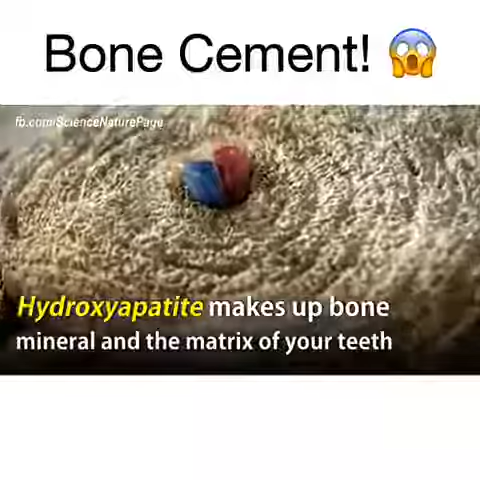 Bone Cement! 😱
fb.com/ScienceNaturePage
Hydroxyapatite makes up bone
mineral and the matrix of your teeth